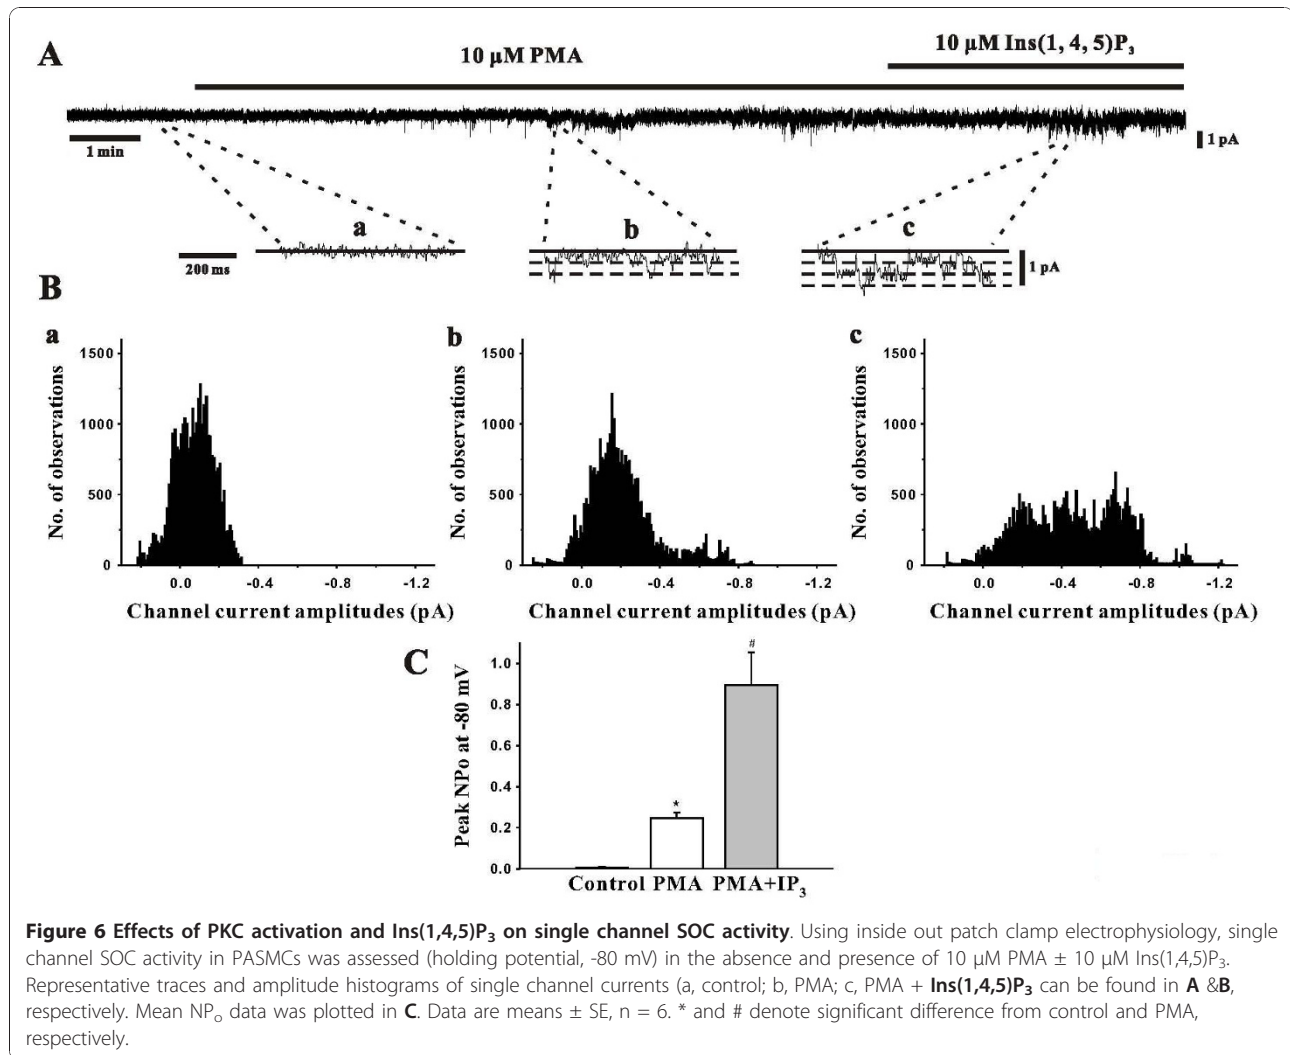 A
10 µM PMA
10 µM Ins(1, 4, 5)P₃
1 min
1 pA
a
b
c
200 ms
1 pA
B
a
b
c
No. of observations
1500
1000
500
0
0.0 -0.4 -0.8 -1.2
Channel current amplitudes (pA)
No. of observations
1500
1000
500
0
0.0 -0.4 -0.8 -1.2
Channel current amplitudes (pA)
No. of observations
1500
1000
500
0
0.0 -0.4 -0.8 -1.2
Channel current amplitudes (pA)
C
Peak NPo at -80 mV
1.0
0.8
0.6
0.4
0.2
0.0
*
#
Control PMA PMA+IP₃
Figure 6 Effects of PKC activation and Ins(1,4,5)P₃ on single channel SOC activity. Using inside out patch clamp electrophysiology, single
channel SOC activity in PASMCs was assessed (holding potential, -80 mV) in the absence and presence of 10 µM PMA ± 10 µM Ins(1,4,5)P₃.
Representative traces and amplitude histograms of single channel currents (a, control; b, PMA; c, PMA + Ins(1,4,5)P₃ can be found in A &B,
respectively. Mean NPₒ data was plotted in C. Data are means ± SE, n = 6. * and # denote significant difference from control and PMA,
respectively.